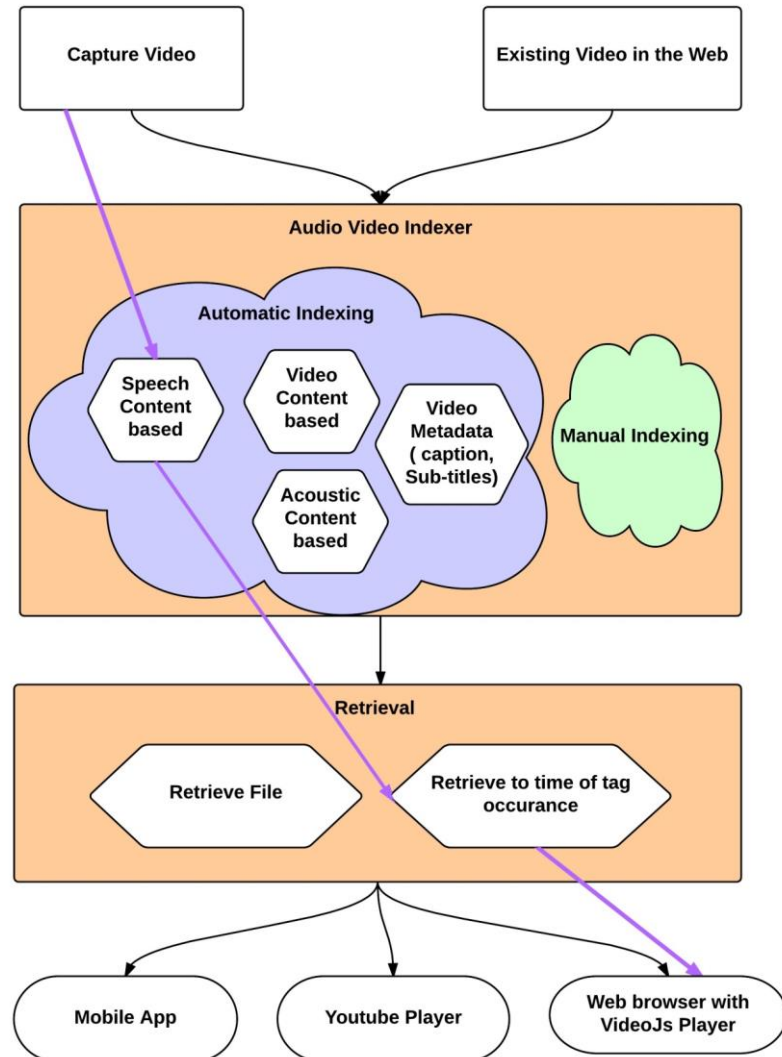 Capture Video
Existing Video in the Web
Audio Video Indexer
Automatic Indexing
Speech
Content
based
Video
Content
based
Video
Metadata
( caption,
Sub-titles)
Acoustic
Content
based
Manual Indexing
Retrieval
Retrieve File
Retrieve to time of tag
occurance
Mobile App
Youtube Player
Web browser with
VideoJs Player